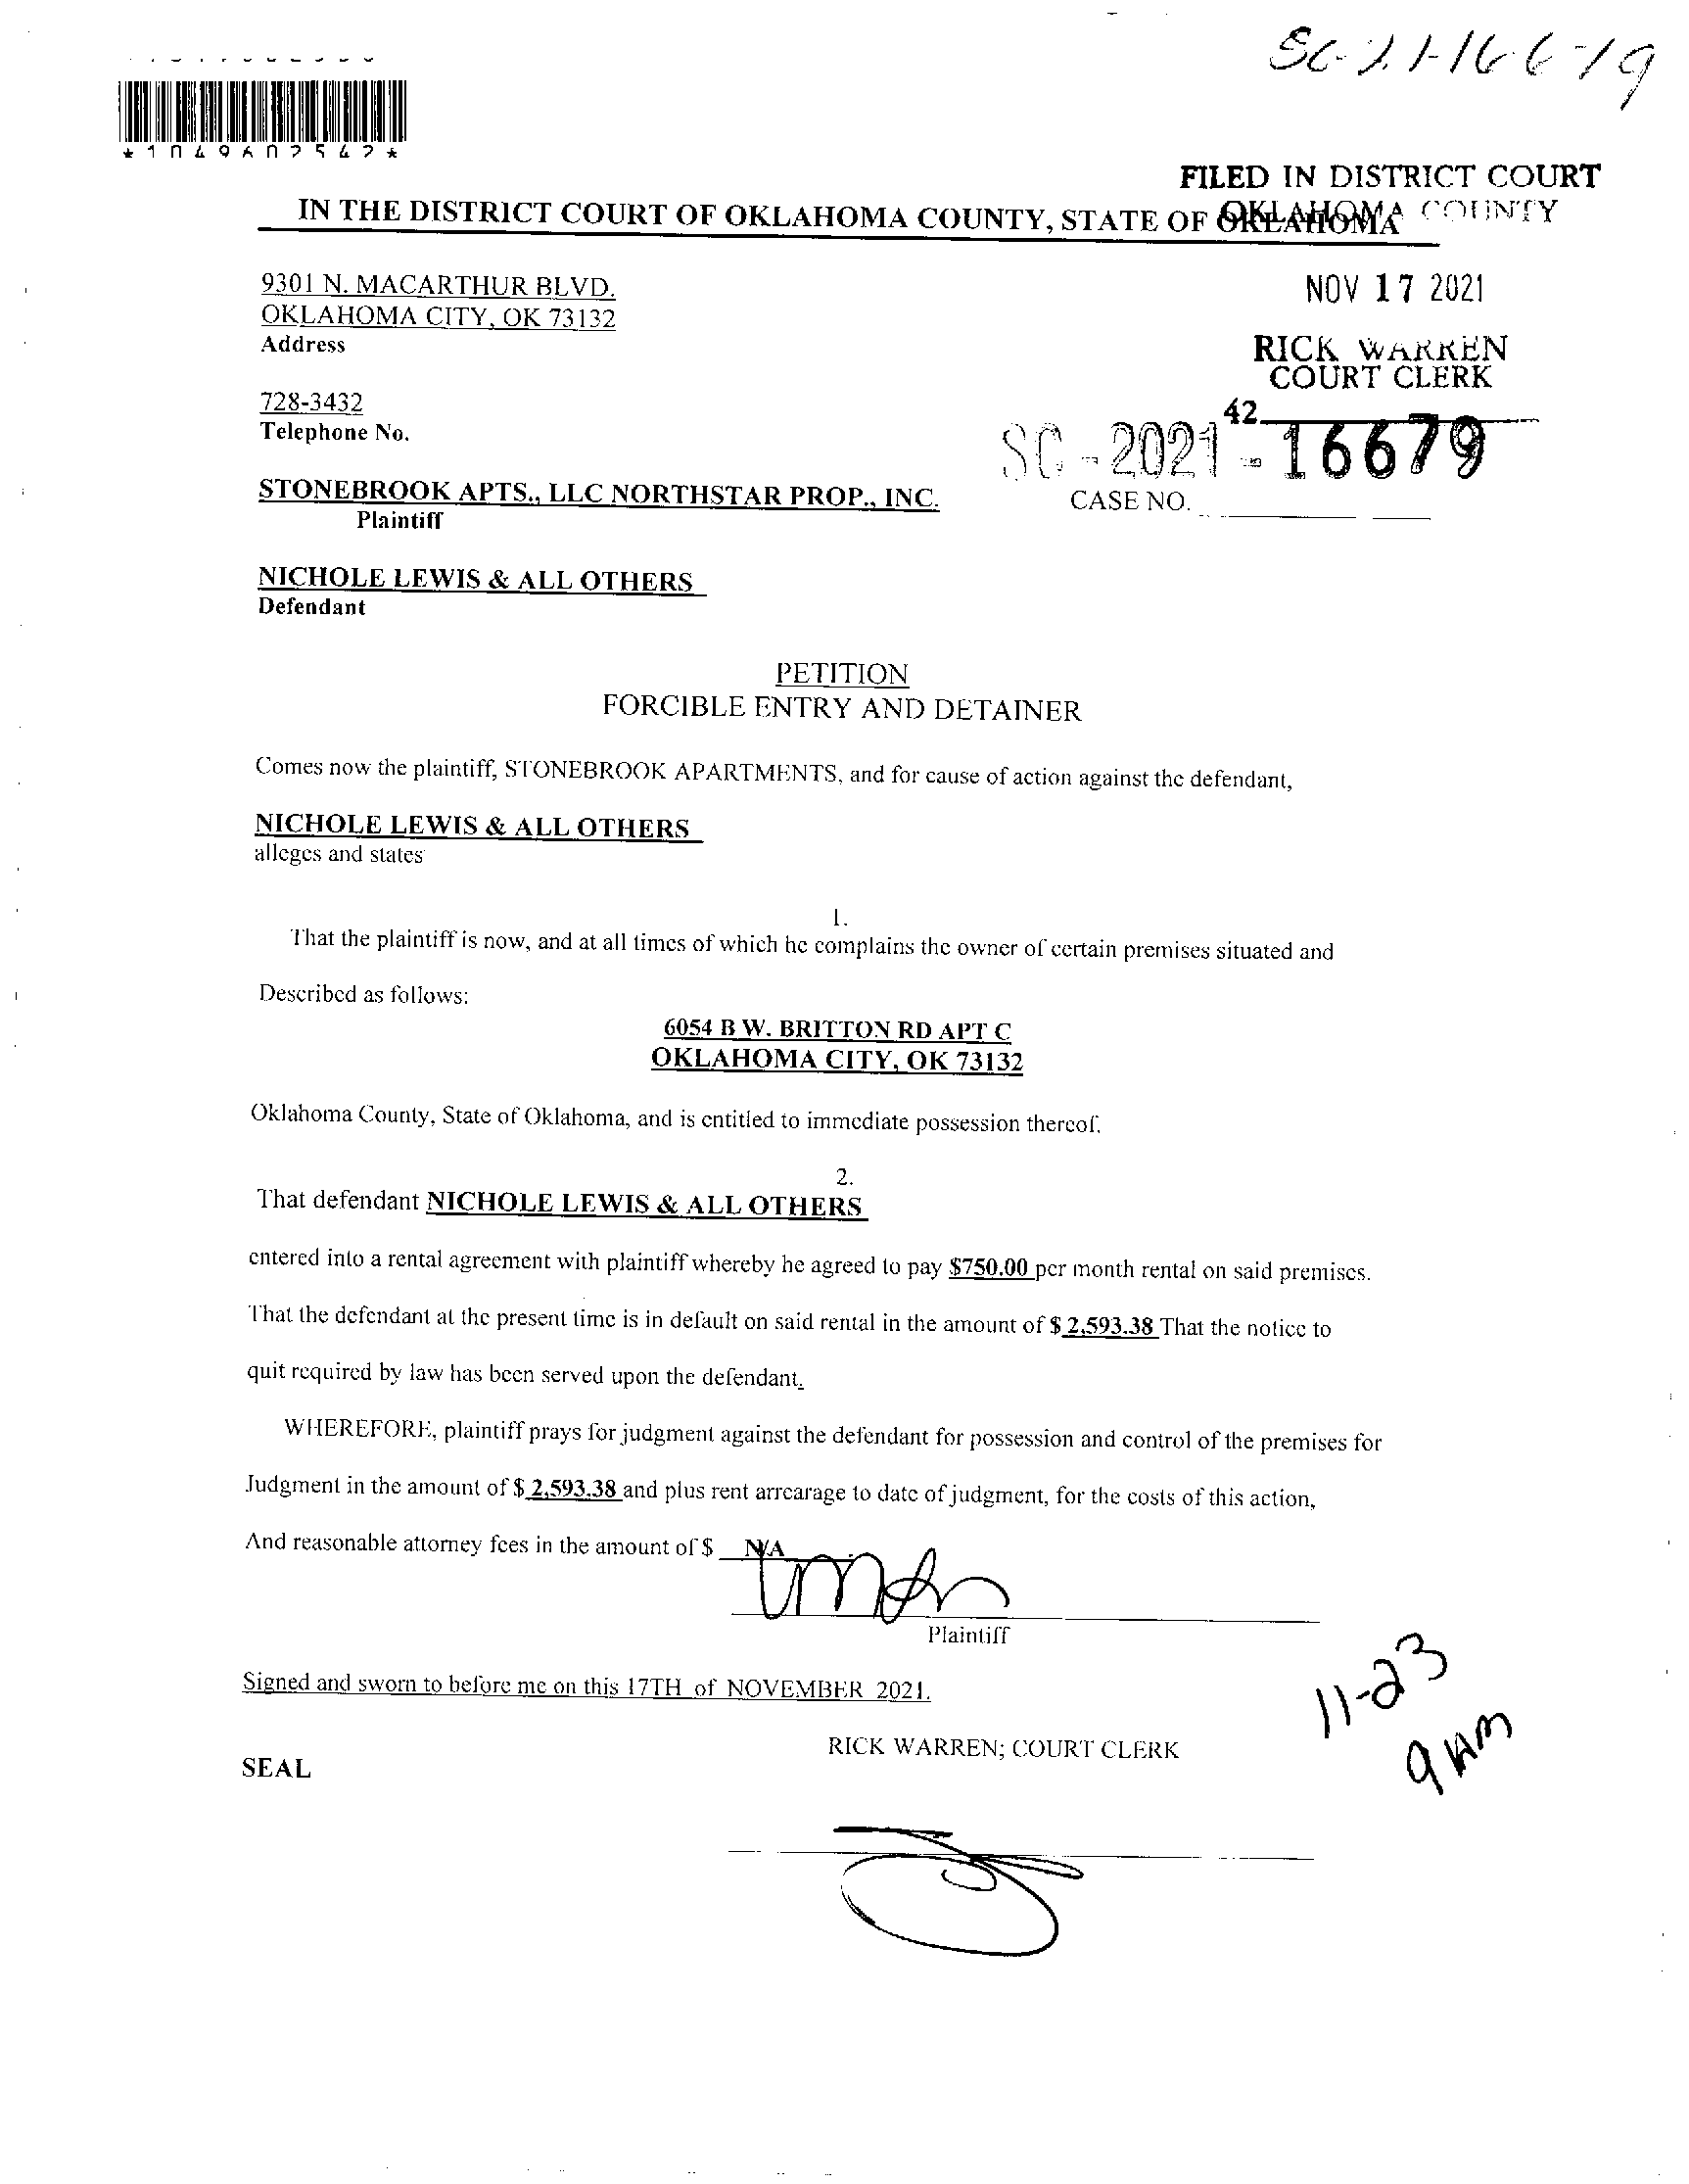 SC-21-16679
*1049602542*
FILED IN DISTRICT COURT
OKLAHOMA COUNTY
IN THE DISTRICT COURT OF OKLAHOMA COUNTY, STATE OF OKLAHOMA
9301 N. MACARTHUR BLVD.
OKLAHOMA CITY, OK 73132
Address
NOV 17 2021
RICK WARREN
COURT CLERK
42
728-3432
Telephone No.
SC-2021-16679
CASE NO.
STONEBROOK APTS., LLC NORTHSTAR PROP., INC.
Plaintiff
NICHOLE LEWIS & ALL OTHERS
Defendant
PETITION
FORCIBLE ENTRY AND DETAINER
Comes now the plaintiff, STONEBROOK APARTMENTS, and for cause of action against the defendant,
NICHOLE LEWIS & ALL OTHERS
alleges and states
1.
That the plaintiff is now, and at all times of which he complains the owner of certain premises situated and
Described as follows:
6054 B W. BRITTON RD APT C
OKLAHOMA CITY, OK 73132
Oklahoma County, State of Oklahoma, and is entitled to immediate possession thereof.
2.
That defendant NICHOLE LEWIS & ALL OTHERS
entered into a rental agreement with plaintiff whereby he agreed to pay $750.00 per month rental on said premises.
That the defendant at the present time is in default on said rental in the amount of $ 2,593.38 That the notice to
quit required by law has been served upon the defendant.
WHEREFORE, plaintiff prays for judgment against the defendant for possession and control of the premises for
Judgment in the amount of $ 2,593.38 and plus rent arrearage to date of judgment, for the costs of this action,
And reasonable attorney fees in the amount of $ N/A
Plaintiff
Signed and sworn to before me on this 17TH of NOVEMBER 2021.
11-23
9 AM
RICK WARREN; COURT CLERK
SEAL